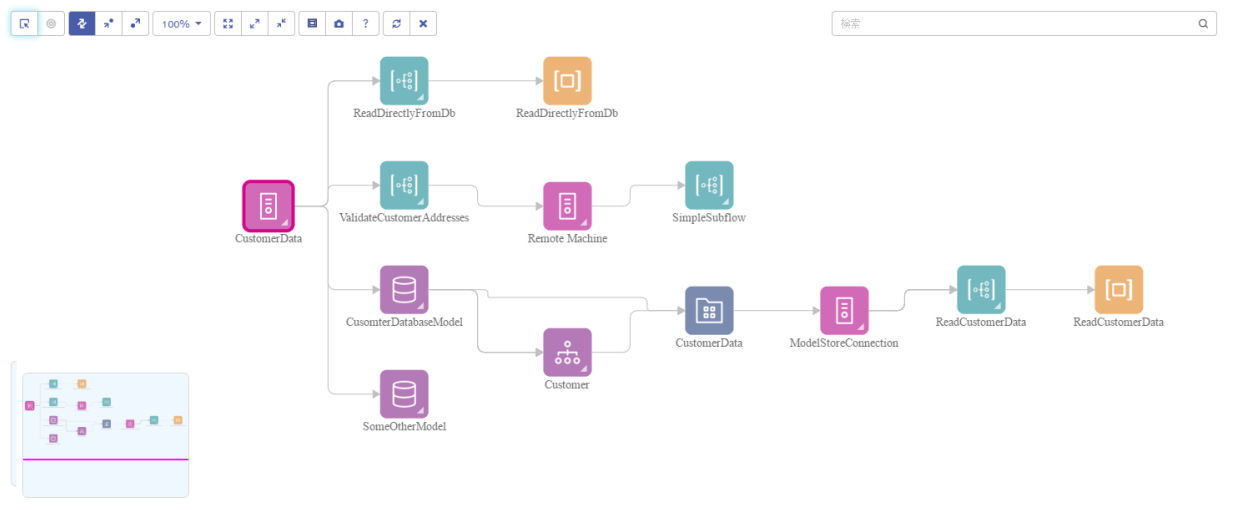 100%
?
検索
ReadDirectlyFromDb
ReadDirectlyFromDb
ValidateCustomerAddresses
SimpleSubflow
CustomerData
Remote Machine
CusomterDatabaseModel
ReadCustomerData
ReadCustomerData
CustomerData
ModelStoreConnection
Customer
SomeOtherModel